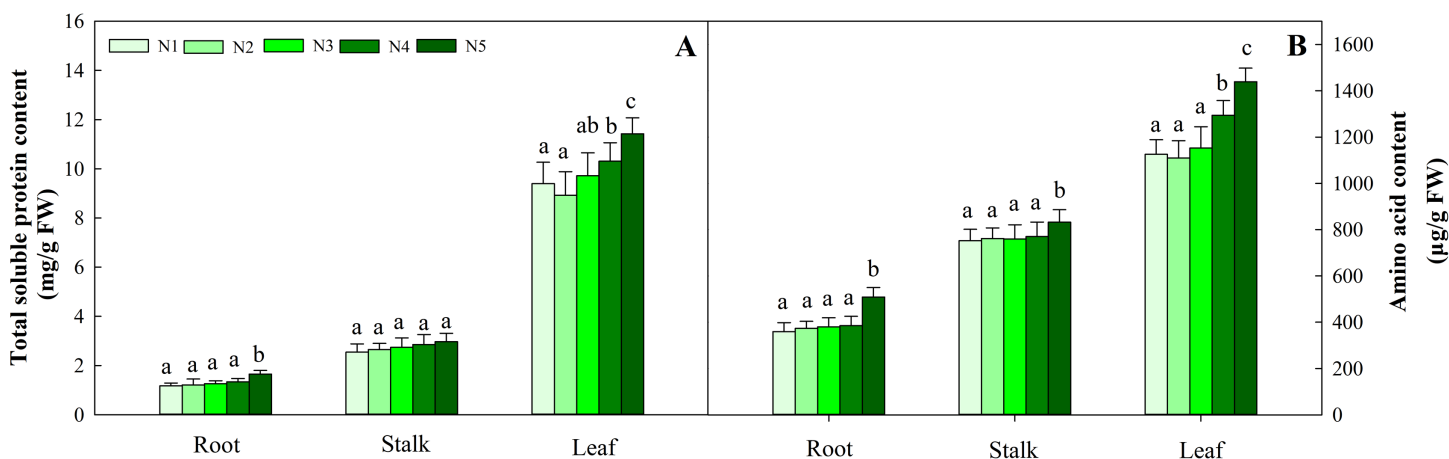 Total soluble protein content
(mg/g FW)
16
14
12
10
8
6
4
2
0
N1 N2 N3 N4 N5
A
a a a a b
a a a a a
a a ab b c
Root Stalk Leaf
B
a a a a b
a a a a b
a a a b c
Root Stalk Leaf
1600
1400
1200
1000
800
600
400
200
0
Amino acid content
(μg/g FW)